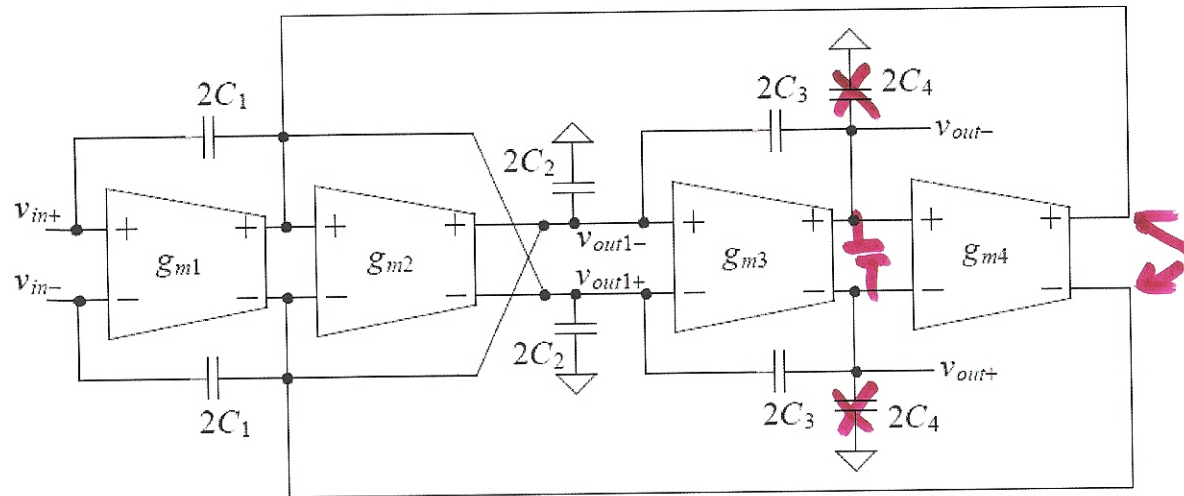 2C4
2C1
2C3
vout-
2C2
vin+
+
+
+
+
+
+
+
+
vout1-
gm1
gm2
gm3
gm4
vin-
vout1+
-
-
-
-
-
-
-
-
2C2
vout+
2C1
2C3
2C4